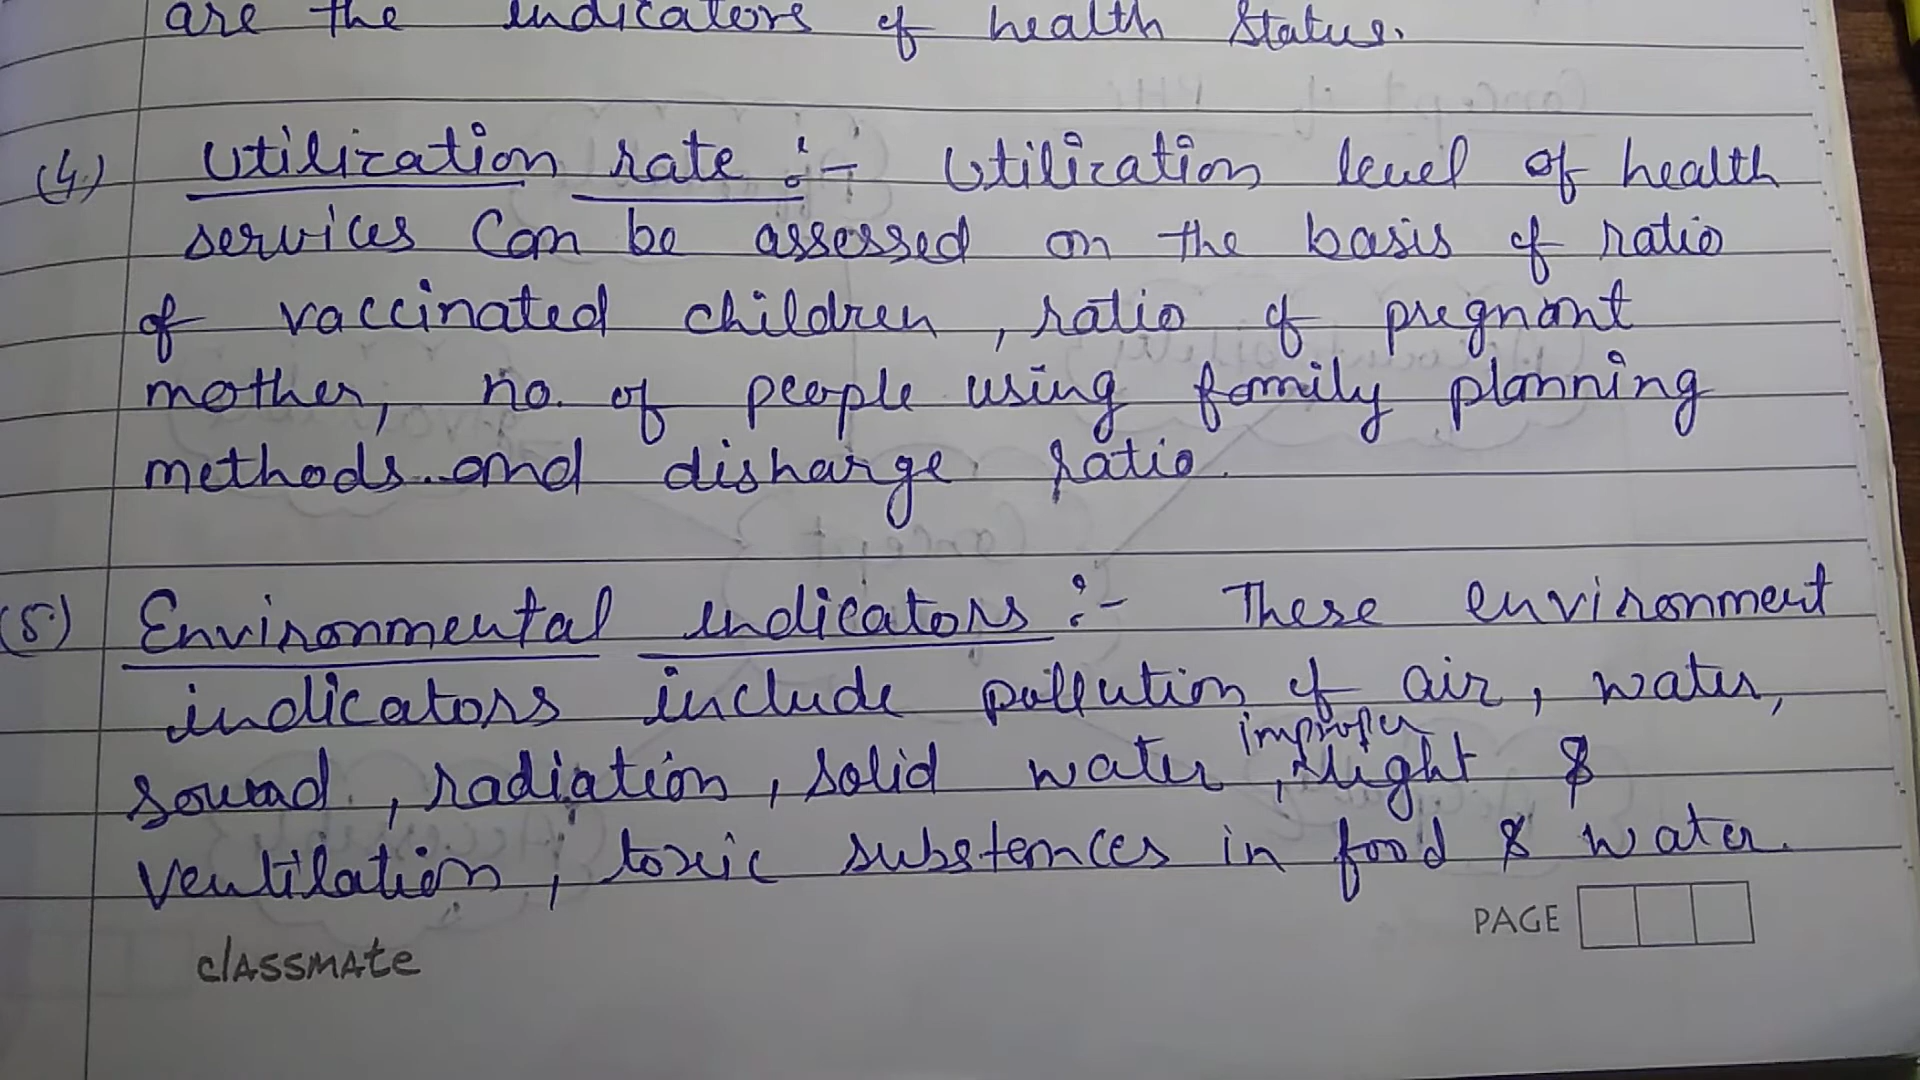 are the indicators of health status.
(4.) Utilization rate :- Utilization level of health
services Can be assessed on the basis of ratio
of vaccinated children, ratio of pregnant
mother, no. of people using family planning
methods and disharge ratio.
(5.) Environmental indicators :- These environment
indicators include pollution of air, water,
improper
sound, radiation, solid water, light &
ventilation, toxic substences in food & water.
PAGE
classmate